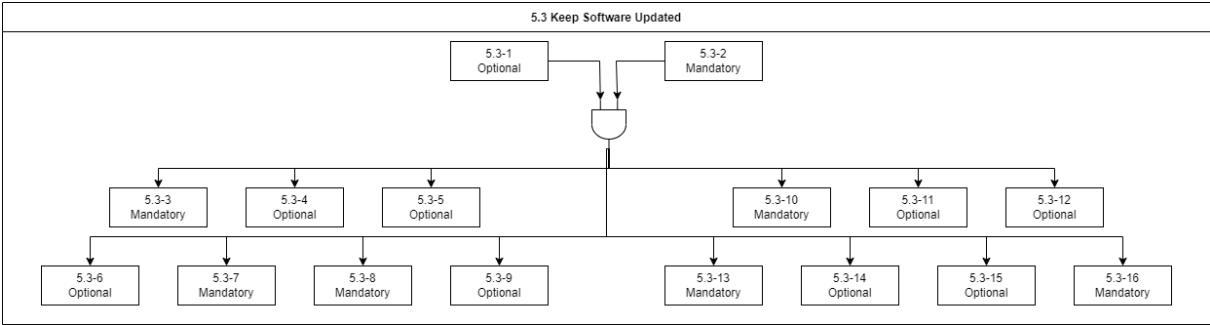 5.3 Keep Software Updated
5.3-1
Optional
5.3-2
Mandatory
5.3-3
Mandatory
5.3-4
Optional
5.3-5
Optional
5.3-10
Mandatory
5.3-11
Optional
5.3-12
Optional
5.3-6
Optional
5.3-7
Mandatory
5.3-8
Mandatory
5.3-9
Optional
5.3-13
Mandatory
5.3-14
Optional
5.3-15
Optional
5.3-16
Mandatory